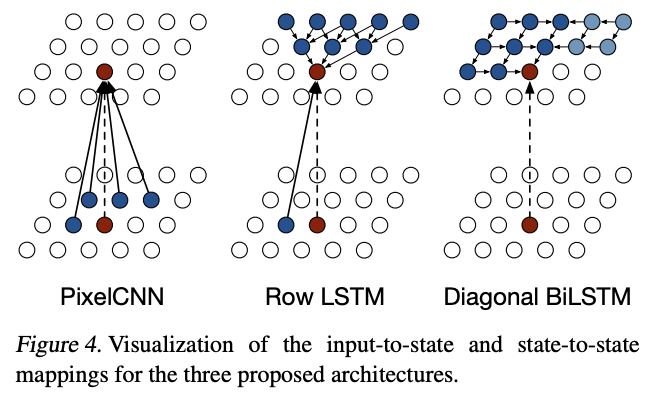 PixelCNN Row LSTM Diagonal BiLSTM
Figure 4. Visualization of the input-to-state and state-to-state
mappings for the three proposed architectures.